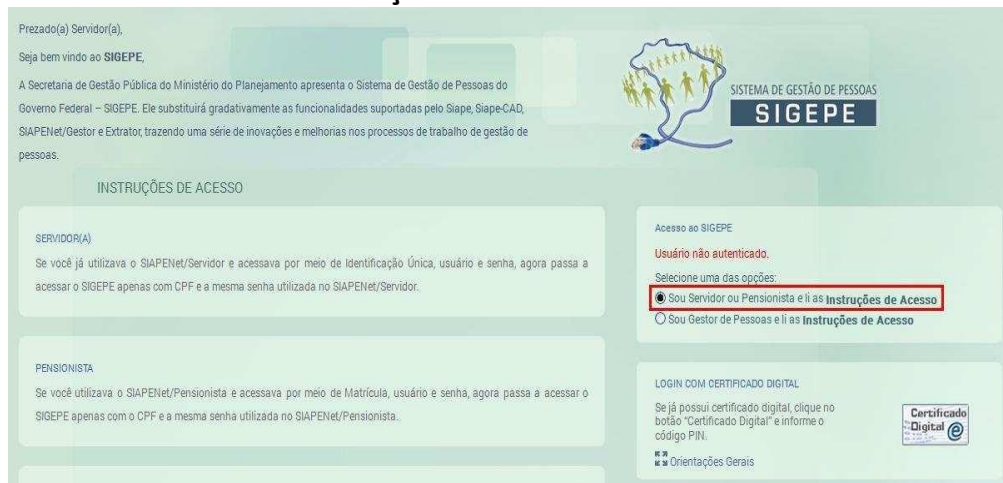 Prezado(a) Servidor(a),
Seja bem vindo ao SIGEPE,
A Secretaria de Gestão Pública do Ministério do Planejamento apresenta o Sistema de Gestão de Pessoas do
Governo Federal – SIGEPE. Ele substituirá gradativamente as funcionalidades suportadas pelo Siape, Siape-CAD,
SIAPENet/Gestor e Extrator, trazendo uma série de inovações e melhorias nos processos de trabalho de gestão de
pessoas.
SISTEMA DE GESTÃO DE PESSOAS
SIGEPE
INSTRUÇÕES DE ACESSO
SERVIDOR(A)
Se você já utilizava o SIAPENet/Servidor e acessava por meio de Identificação Única, usuário e senha, agora passa a
acessar o SIGEPE apenas com CPF e a mesma senha utilizada no SIAPENet/Servidor.
PENSIONISTA
Se você utilizava o SIAPENet/Pensionista e acessava por meio de Matrícula, usuário e senha, agora passa a acessar o
SIGEPE apenas com o CPF e a mesma senha utilizada no SIAPENet/Pensionista.
Acesso ao SIGEPE
Usuário não autenticado.
Selecione uma das opções:
Sou Servidor ou Pensionista e li as Instruções de Acesso
Sou Gestor de Pessoas e li as Instruções de Acesso
LOGIN COM CERTIFICADO DIGITAL
Se já possui certificado digital, clique no
botão "Certificado Digital" e informe o
código PIN.
Certificado
Digital
Orientações Gerais